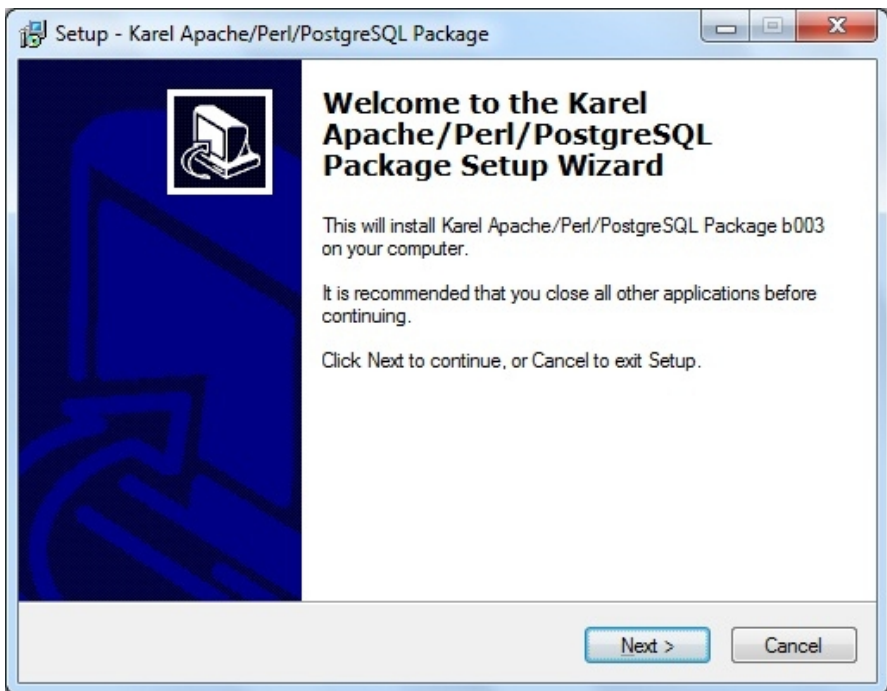 Setup - Karel Apache/Perl/PostgreSQL Package
Welcome to the Karel
Apache/Perl/PostgreSQL
Package Setup Wizard
This will install Karel Apache/Perl/PostgreSQL Package b003
on your computer.
It is recommended that you close all other applications before
continuing.
Click Next to continue, or Cancel to exit Setup.
Next >
Cancel